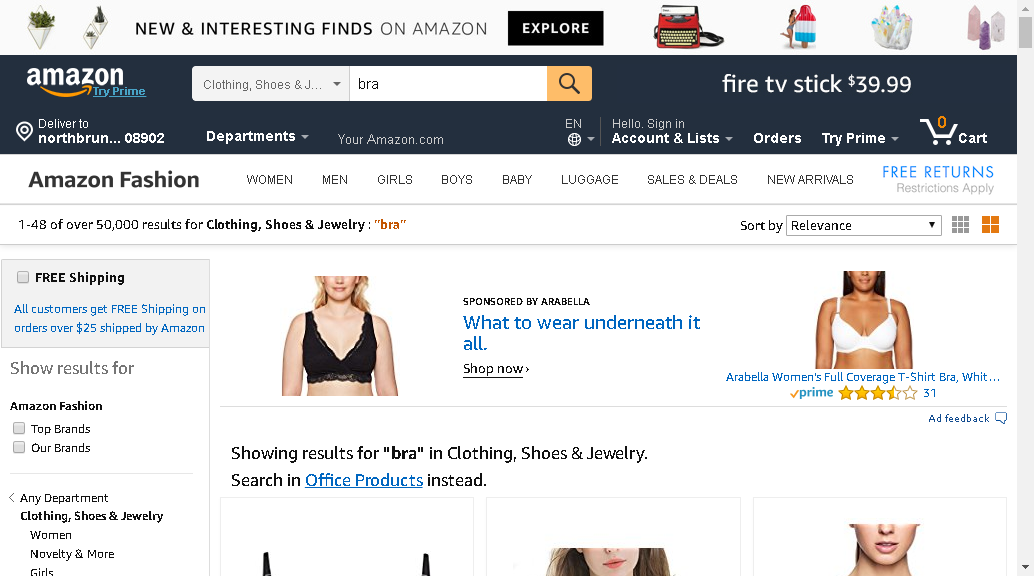 NEW & INTERESTING FINDS ON AMAZON EXPLORE
amazon
Try Prime
Clothing, Shoes & J...
bra
fire tv stick $39.99
Deliver to
northbrun... 08902
Departments
Your Amazon.com
EN
Hello. Sign in
Account & Lists
Orders
Try Prime
0
Cart
Amazon Fashion
WOMEN MEN GIRLS BOYS BABY LUGGAGE SALES & DEALS NEW ARRIVALS
FREE RETURNS
Restrictions Apply
1-48 of over 50,000 results for Clothing, Shoes & Jewelry : "bra"
Sort by Relevance
FREE Shipping
All customers get FREE Shipping on
orders over $25 shipped by Amazon
Show results for
Amazon Fashion
Top Brands
Our Brands
Any Department
Clothing, Shoes & Jewelry
Women
Novelty & More
Girls
SPONSORED BY ARABELLA
What to wear underneath it
all.
Shop now ›
Arabella Women's Full Coverage T-Shirt Bra, Whit...
prime 31
Ad feedback
Showing results for "bra" in Clothing, Shoes & Jewelry.
Search in Office Products instead.